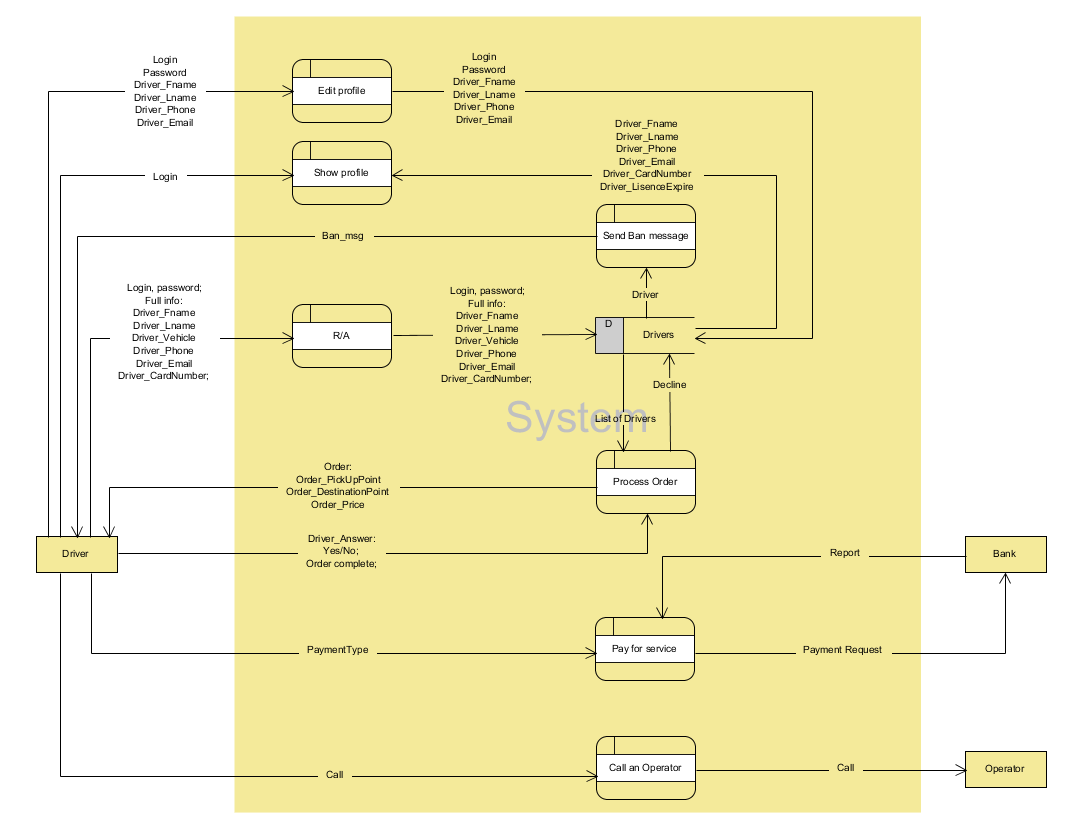 Login
Password
Driver_Fname
Driver_Lname
Driver_Phone
Driver_Email
Edit profile
Login
Password
Driver_Fname
Driver_Lname
Driver_Phone
Driver_Email
Driver_Fname
Driver_Lname
Driver_Phone
Driver_Email
Driver_CardNumber
Driver_LisenceExpire
Login
Show profile
Ban_msg
Send Ban message
Driver
Login, password;
Full info:
Driver_Fname
Driver_Lname
Driver_Vehicle
Driver_Phone
Driver_Email
Driver_CardNumber;
R/A
Login, password;
Full info:
Driver_Fname
Driver_Lname
Driver_Vehicle
Driver_Phone
Driver_Email
Driver_CardNumber;
D
Drivers
Decline
System
List of Drivers
Order:
Order_PickUpPoint
Order_DestinationPoint
Order_Price
Process Order
Driver
Driver_Answer:
Yes/No;
Order complete;
Report
Bank
PaymentType
Pay for service
Payment Request
Call
Call an Operator
Call
Operator